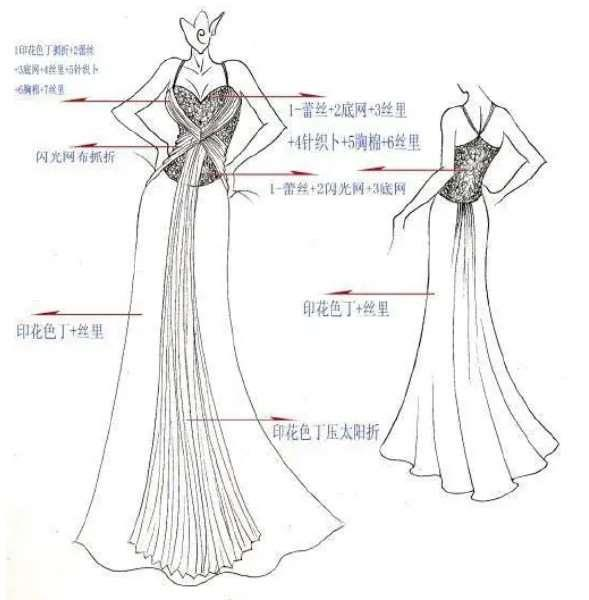 1印花色丁抓折+2蕾丝
+3底网+4丝里+5针织卜
+6胸棉+7丝里
1-蕾丝+2底网+3丝里
+4针织卜+5胸棉+6丝里
闪光网布抓折
1-蕾丝+2闪光网+3底网
印花色丁+丝里
印花色丁+丝里
印花色丁压太阳折